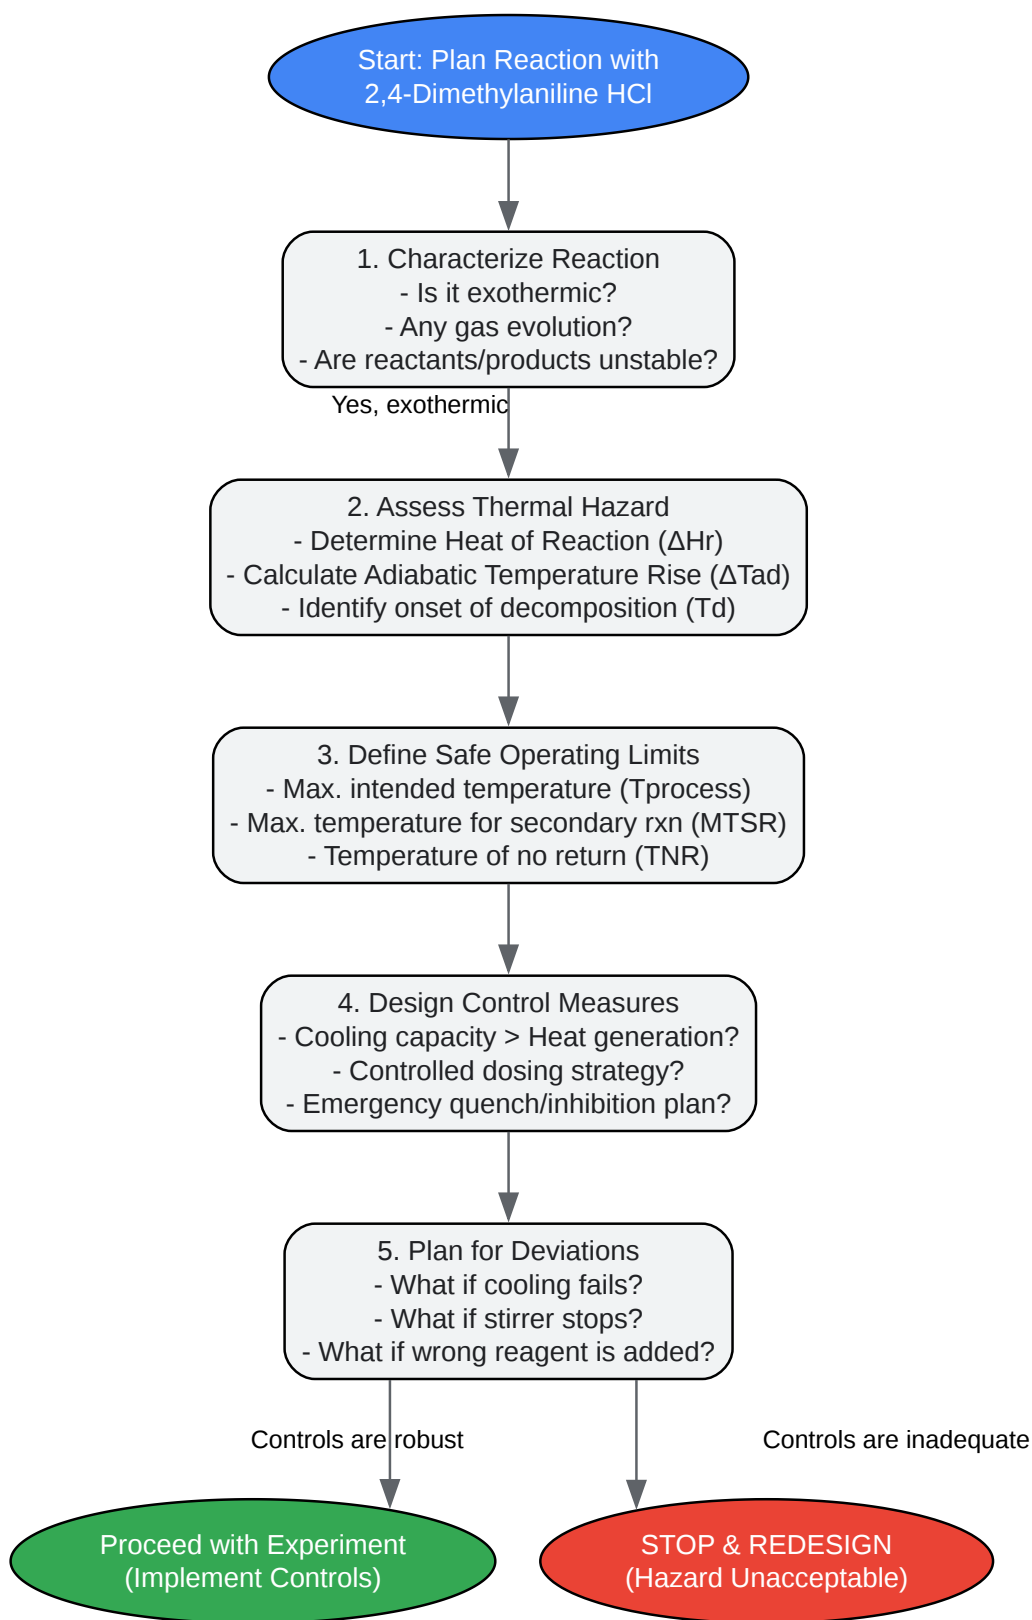 Start: Plan Reaction with
2,4-Dimethylaniline HCl
1. Characterize Reaction
- Is it exothermic?
- Any gas evolution?
- Are reactants/products unstable?
Yes, exothermic
2. Assess Thermal Hazard
- Determine Heat of Reaction (ΔHr)
- Calculate Adiabatic Temperature Rise (ΔTad)
- Identify onset of decomposition (Td)
3. Define Safe Operating Limits
- Max. intended temperature (Tprocess)
- Max. temperature for secondary rxn (MTSR)
- Temperature of no return (TNR)
4. Design Control Measures
- Cooling capacity > Heat generation?
- Controlled dosing strategy?
- Emergency quench/inhibition plan?
5. Plan for Deviations
- What if cooling fails?
- What if stirrer stops?
- What if wrong reagent is added?
Controls are robust
Controls are inadequate
Proceed with Experiment
(Implement Controls)
STOP & REDESIGN
(Hazard Unacceptable)